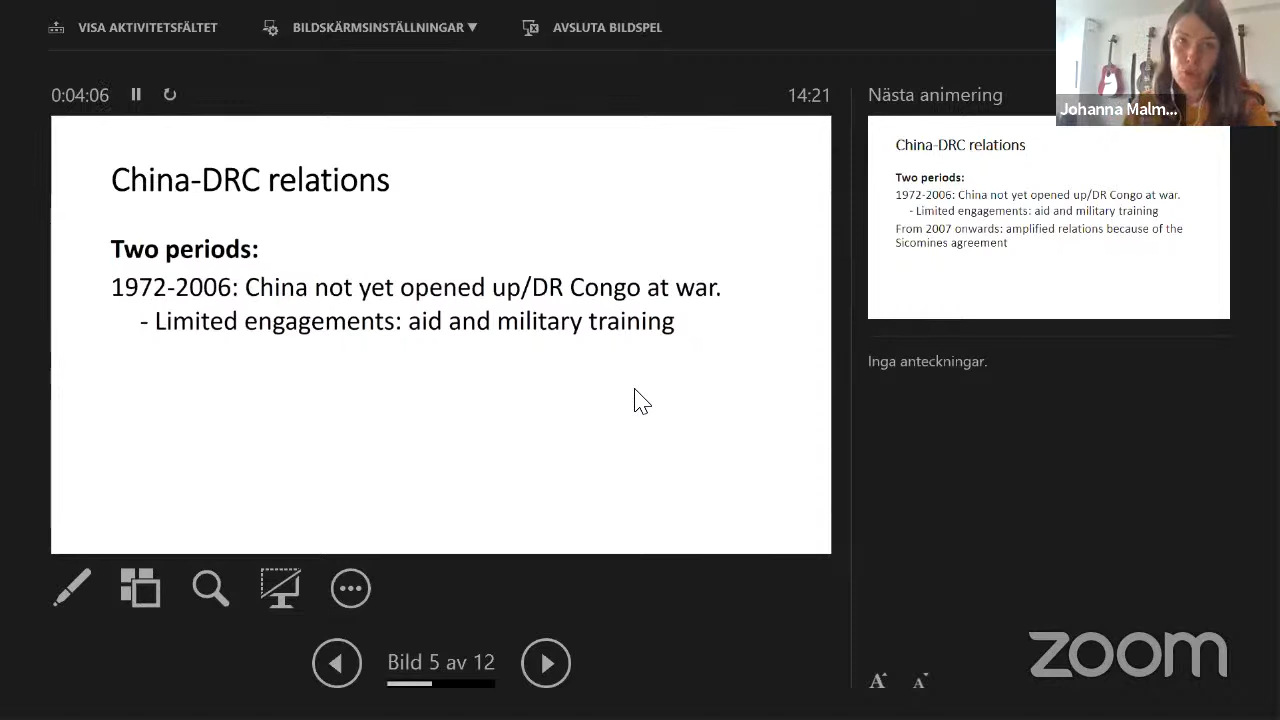 VISA AKTIVITETSFÄLTET
BILDSKÄRMSINSTÄLLNINGAR ▼
AVSLUTA BILDSPEL
Johanna Malm...
0:04:06
14:21
Nästa animering
China-DRC relations
Two periods:
1972-2006: China not yet opened up/DR Congo at war.
- Limited engagements: aid and military training
China-DRC relations
Two periods:
1972-2006: China not yet opened up/DR Congo at war.
- Limited engagements: aid and military training
From 2007 onwards: amplified relations because of the
Sicomines agreement
Inga anteckningar.
Bild 5 av 12
A A
zoom